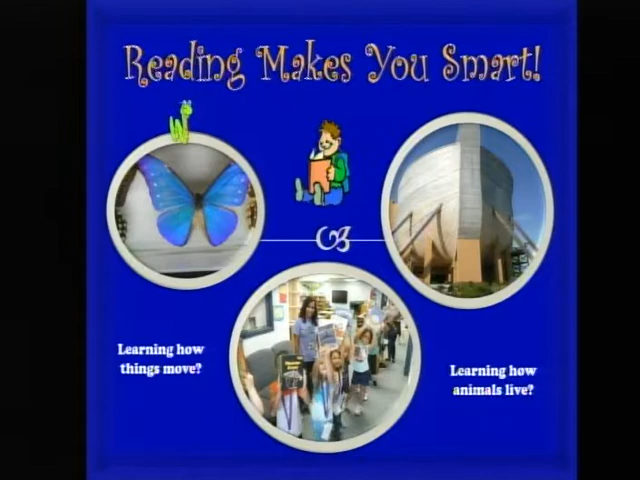 Reading Makes You Smart!
Learning how
things move?
Learning how
animals live?